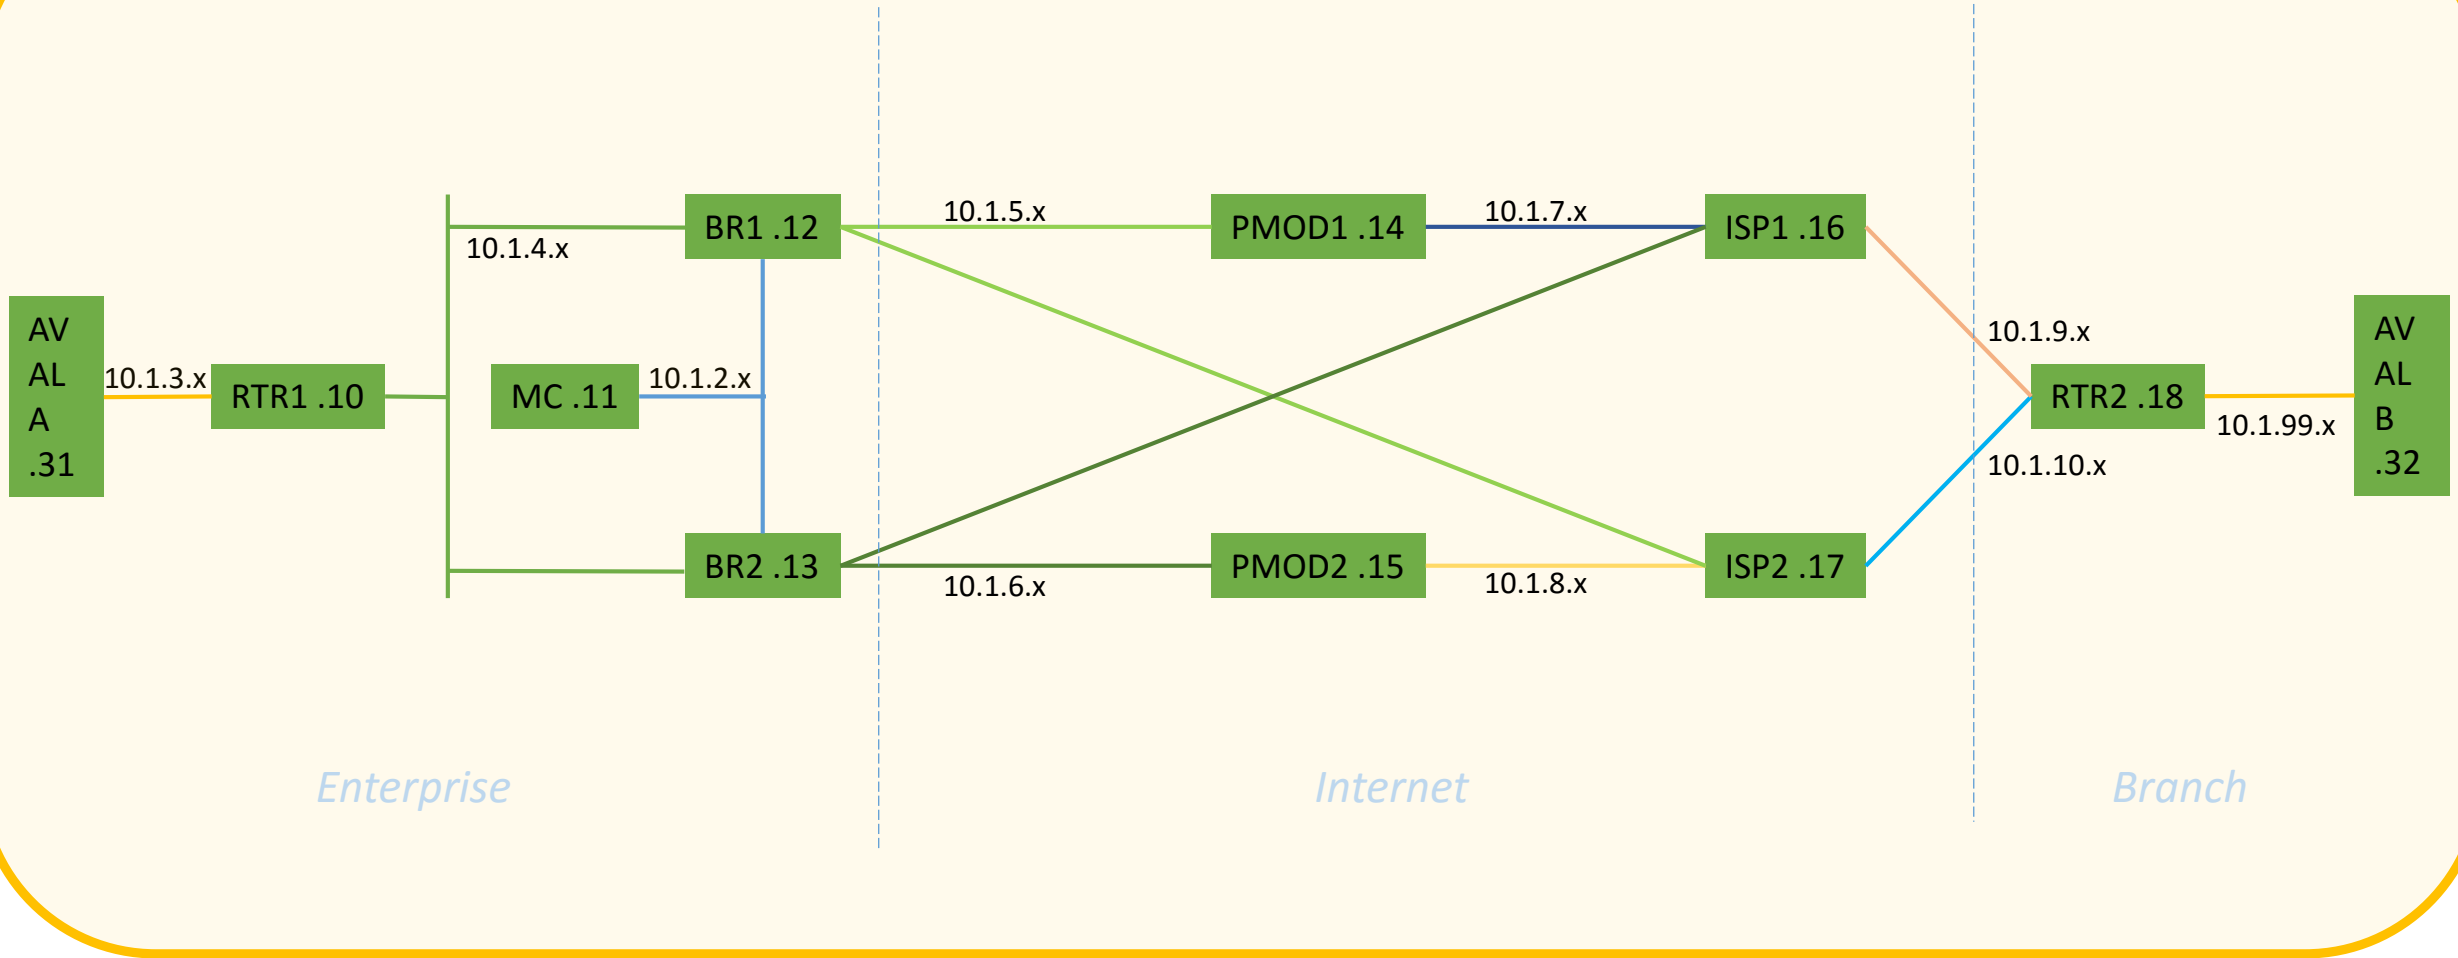 10.1.5.x
10.1.7.x
BR1 .12
PMOD1 .14
ISP1 .16
10.1.4.x
AV
AL
A
.31
10.1.3.x
RTR1 .10
MC .11
10.1.2.x
10.1.9.x
RTR2 .18
10.1.99.x
10.1.10.x
AV
AL
B
.32
BR2 .13
10.1.6.x
PMOD2 .15
10.1.8.x
ISP2 .17
Enterprise
Internet
Branch